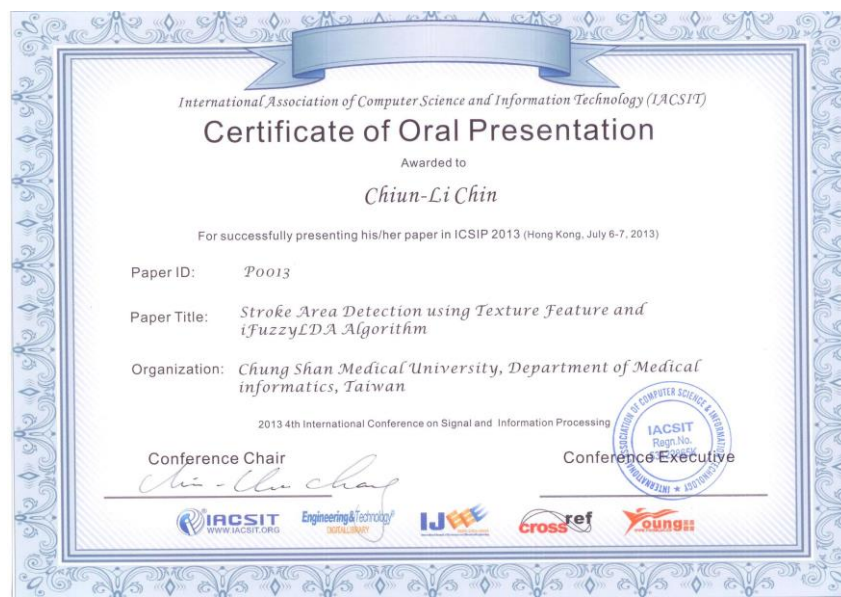 International Association of Computer Science and Information Technology (IACSIT)
Certificate of Oral Presentation
Awarded to
Chiun-Li Chin
For successfully presenting his/her paper in ICSIP 2013 (Hong Kong, July 6-7, 2013)
Paper ID: P0013
Paper Title: Stroke Area Detection using Texture Feature and
iFuzzyLDA Algorithm
Organization: Chung Shan Medical University, Department of Medical
informatics, Taiwan
2013 4th International Conference on Signal and Information Processing
INTERNATIONAL ASSOCIATION OF COMPUTER SCIENCE & INFORMATION TECHNOLOGY
IACSIT
Regn.No.
Conference Chair
Conference Executive
IACSIT
WWW.IACSIT.ORG
Engineering & Technology
DIGITAL LIBRARY
crossref
Young